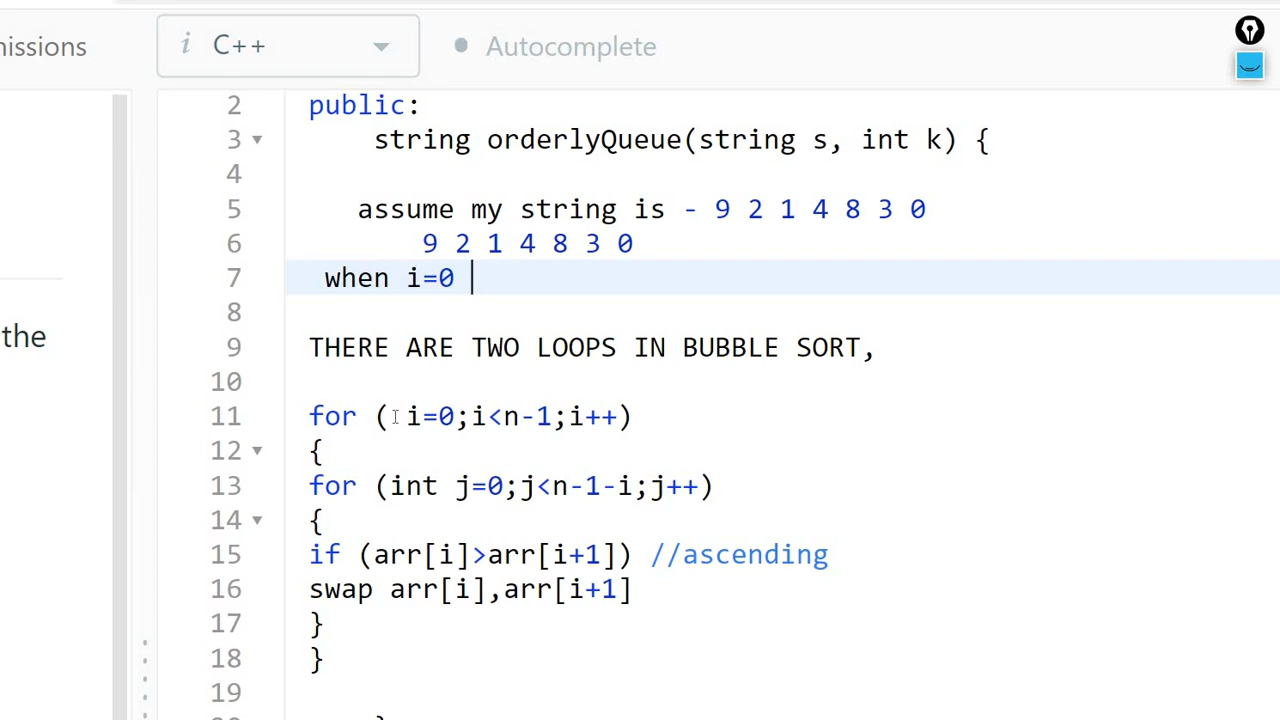 missions
C++
Autocomplete
the
2 public:
3 string orderlyQueue(string s, int k) {
4
5 assume my string is - 9 2 1 4 8 3 0
6 9 2 1 4 8 3 0
7 when i=0
8
9 THERE ARE TWO LOOPS IN BUBBLE SORT,
10
11 for ( i=0;i<n-1;i++)
12 {
13 for (int j=0;j<n-1-i;j++)
14 {
15 if (arr[i]>arr[i+1]) //ascending
16 swap arr[i],arr[i+1]
17 }
18 }
19